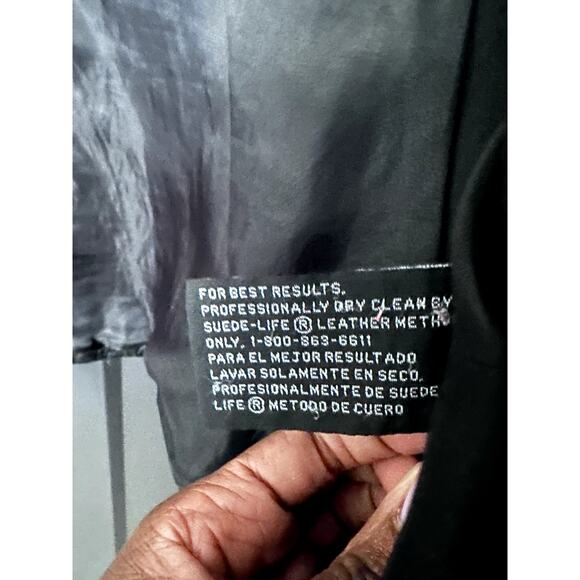 FOR BEST RESULTS.
PROFESSIONALLY DRY CLEAN BY
SUEDE-LIFE ® LEATHER METHO
ONLY. 1-800-863-6611
PARA EL MEJOR RESULTADO
LAVAR SOLAMENTE EN SECO.
PROFESIONALMENTE DE SUEDE
LIFE ® METODO DE CUERO